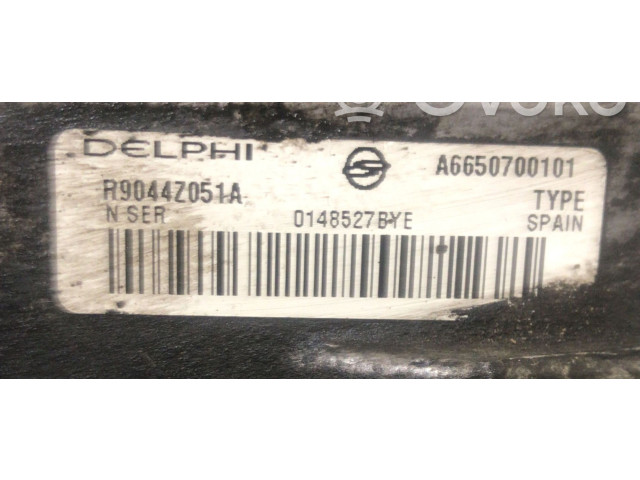 DELPHI
A6650700101
R9044Z051A
TYPE
N SER
0148527BYE
SPAIN